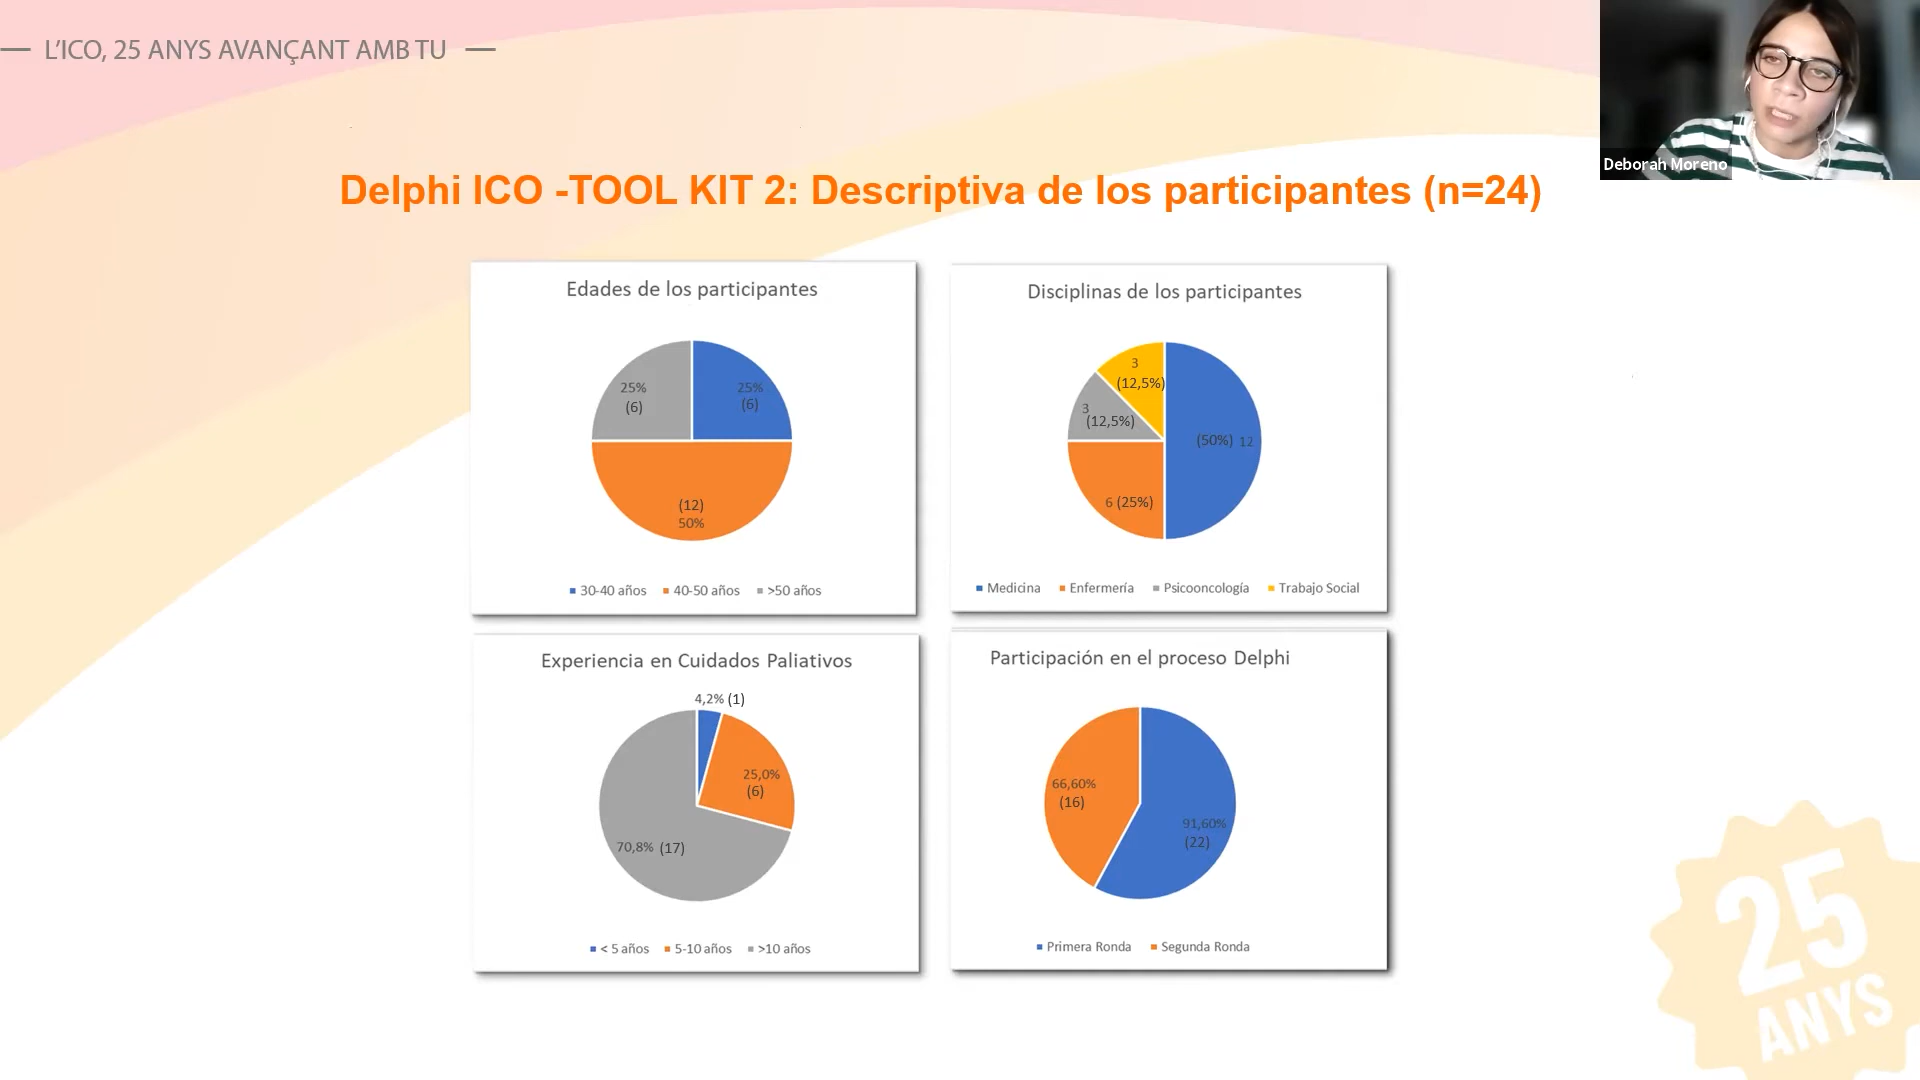 L'ICO, 25 ANYS AVANÇANT AMB TU
Deborah Moreno
Delphi ICO -TOOL KIT 2: Descriptiva de los participantes (n=24)
Edades de los participantes
25%
(6)
25%
(6)
(12)
50%
30-40 años 40-50 años >50 años
Disciplinas de los participantes
3
(12,5%)
3
(12,5%)
(50%) 12
6 (25%)
Medicina Enfermería Psicooncología Trabajo Social
Experiencia en Cuidados Paliativos
4,2% (1)
25,0%
(6)
70,8% (17)
< 5 años 5-10 años >10 años
Participación en el proceso Delphi
66,60%
(16)
91,60%
(22)
Primera Ronda Segunda Ronda
25
ANYS